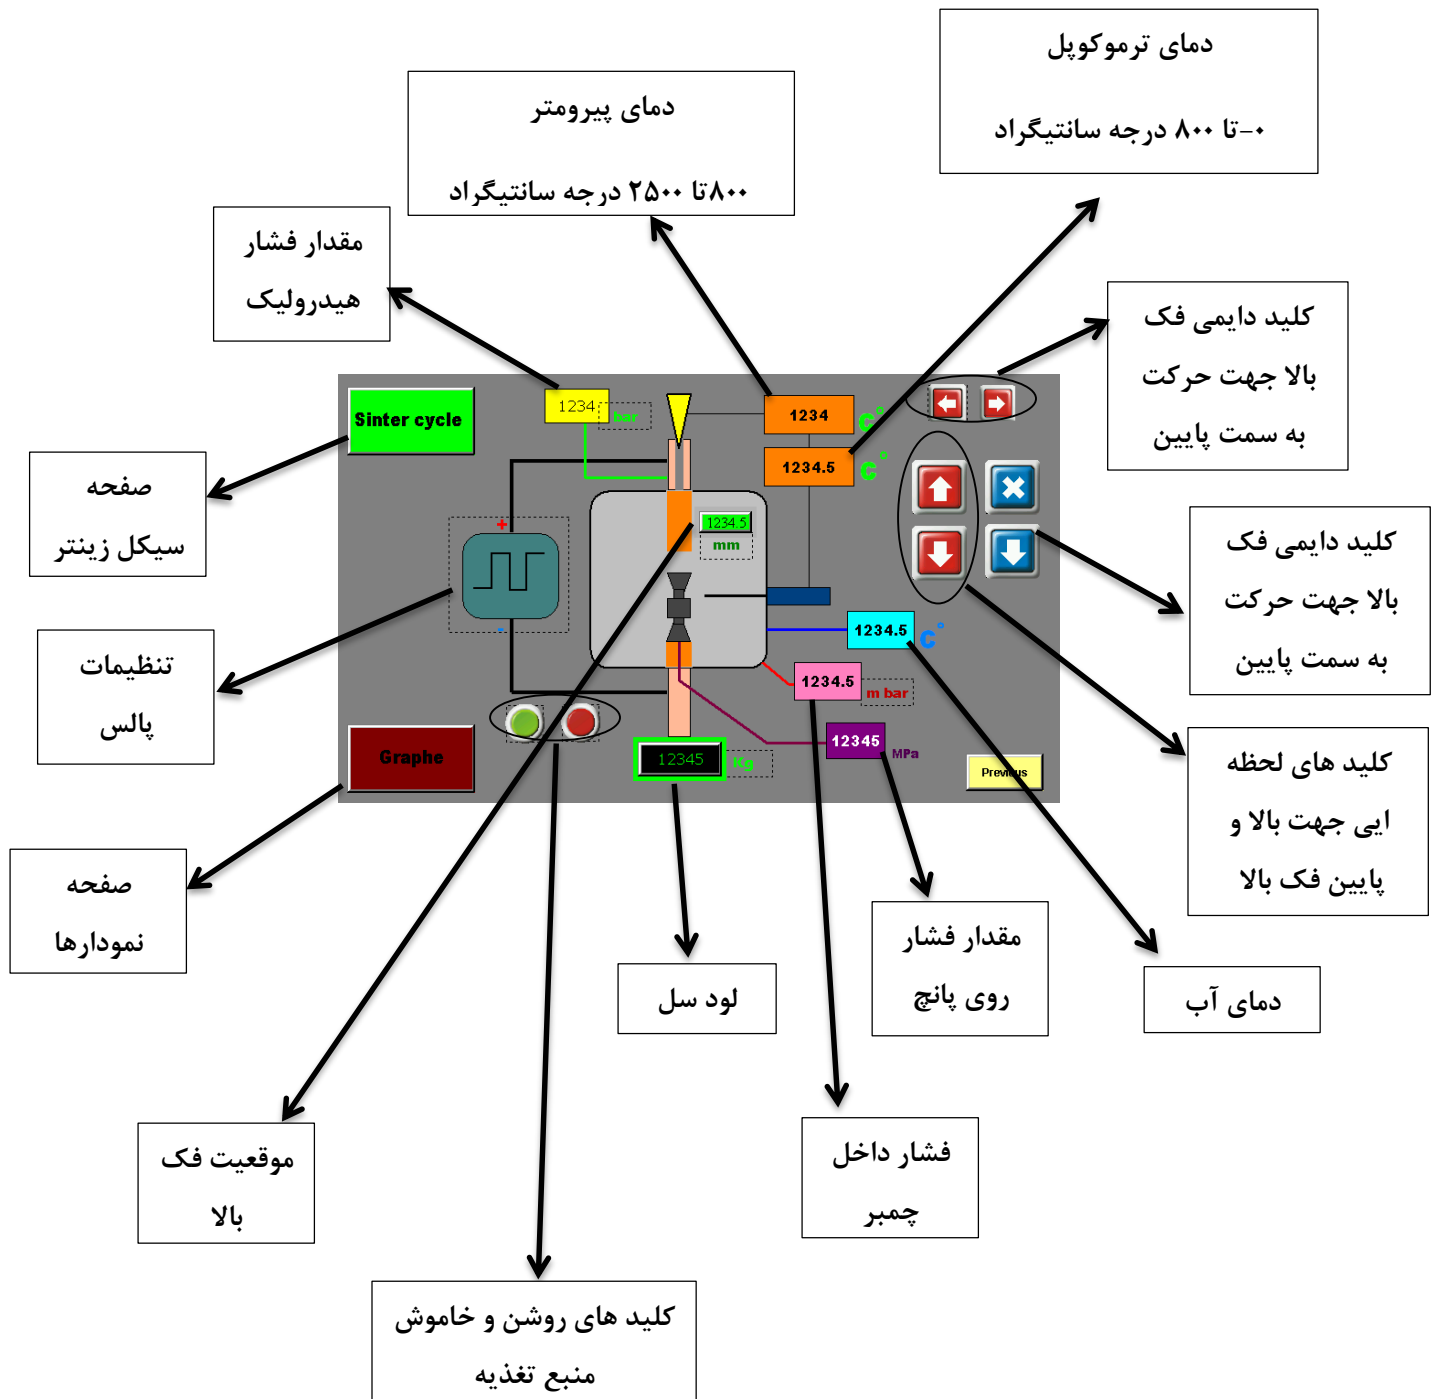 دمای ترموکوپل
۰-تا ۸۰۰ درجه سانتیگراد
دمای پیرومتر
۸۰۰تا ۲۵۰۰ درجه سانتیگراد
مقدار فشار
هیدرولیک
کلید دایمی فک
بالا جهت حرکت
به سمت پایین
Sinter cycle
1234
bar
1234
C°
1234.5
C°
صفحه
سیکل زینتر
1234.5
mm
+
-
کلید دایمی فک
بالا جهت حرکت
به سمت پایین
1234.5
C°
تنظیمات
پالس
1234.5
m bar
12345
MPa
Graphe
12345
Kg
Previous
کلید های لحظه
ایی جهت بالا و
پایین فک بالا
صفحه
نمودارها
مقدار فشار
روی پانچ
لود سل
دمای آب
موقعیت فک
بالا
فشار داخل
چمبر
کلید های روشن و خاموش
منبع تغذیه